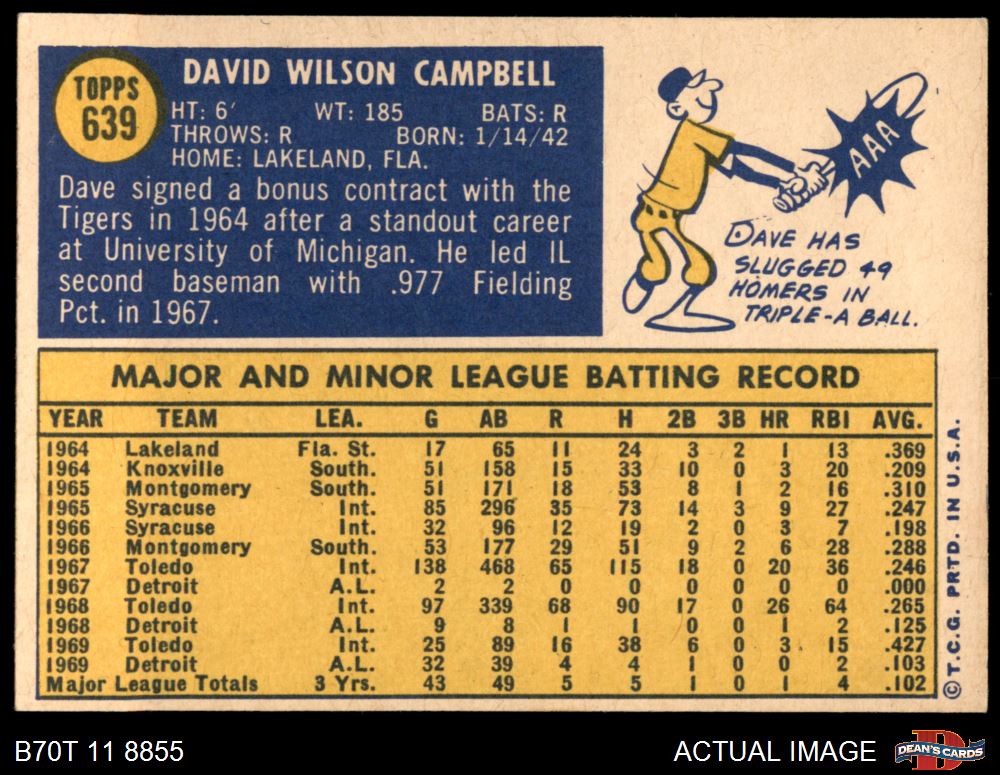 TOPPS
639
DAVID WILSON CAMPBELL
HT: 6' WT: 185 BATS: R
THROWS: R BORN: 1/14/42
HOME: LAKELAND, FLA.
Dave signed a bonus contract with the
Tigers in 1964 after a standout career
at University of Michigan. He led IL
second baseman with .977 Fielding
Pct. in 1967.
AAA
DAVE HAS
SLUGGED 49
HOMERS IN
TRIPLE-A BALL.
MAJOR AND MINOR LEAGUE BATTING RECORD
YEAR TEAM LEA. G AB R H 2B 3B HR RBI AVG.
1964 Lakeland Fla. St. 17 65 11 24 3 2 1 13 .369
1964 Knoxville South. 51 158 15 33 10 0 3 20 .209
1965 Montgomery South. 51 171 18 53 8 1 2 16 .310
1965 Syracuse Int. 85 296 35 73 14 3 9 27 .247
1966 Syracuse Int. 32 96 12 19 2 0 3 7 .198
1966 Montgomery South. 53 177 29 51 9 2 6 28 .288
1967 Toledo Int. 138 468 65 115 18 0 20 36 .246
1967 Detroit A.L. 2 2 0 0 0 0 0 0 .000
1968 Toledo Int. 97 339 68 90 17 0 26 64 .265
1968 Detroit A.L. 9 8 1 1 0 0 1 2 .125
1969 Toledo Int. 25 89 16 38 6 0 3 15 .427
1969 Detroit A.L. 32 39 4 4 1 0 0 2 .103
Major League Totals 3 Yrs. 43 49 5 5 1 0 1 4 .102
© T.C.G. PRTD. IN U.S.A.
B70T 11 8855
ACTUAL IMAGE
DEAN'S CARDS